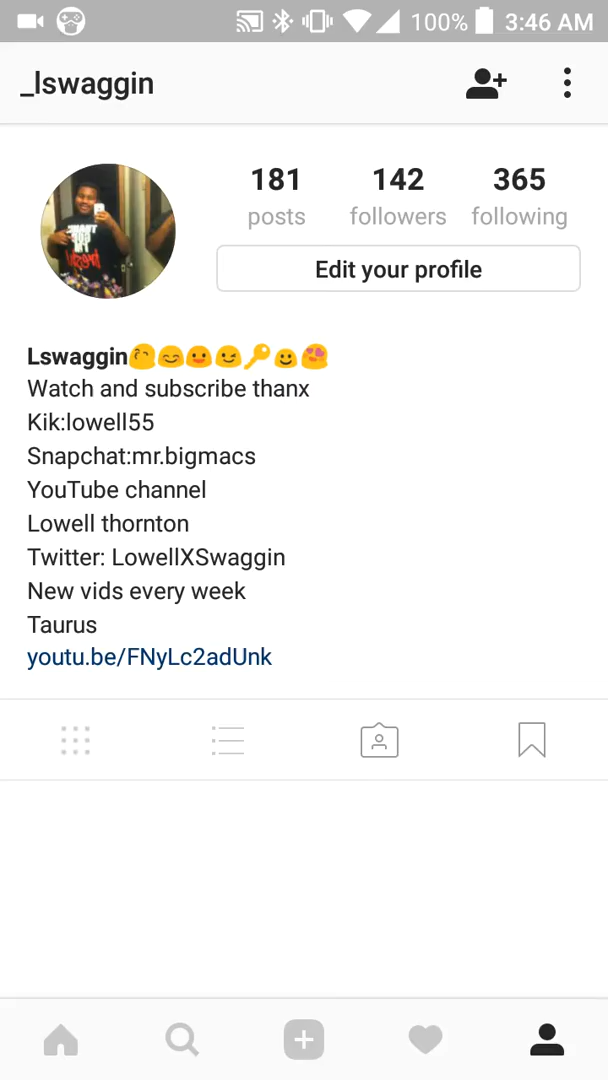 100% 3:46 AM
_lswaggin
181 142 365
posts followers following
Edit your profile
Lswaggin
Watch and subscribe thanx
Kik:lowell55
Snapchat:mr.bigmacs
YouTube channel
Lowell thornton
Twitter: LowellXSwaggin
New vids every week
Taurus
youtu.be/FNyLc2adUnk